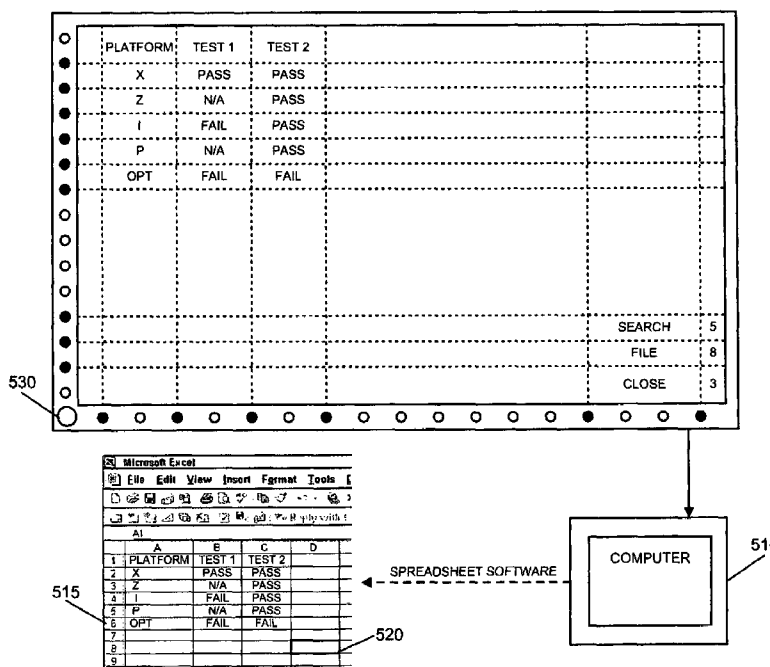 PLATFORM TEST 1 TEST 2
X PASS PASS
Z N/A PASS
I FAIL PASS
P N/A PASS
OPT FAIL FAIL
SEARCH 5
FILE 8
CLOSE 3
530
Microsoft Excel
File Edit View Insert Format Tools
Reply with
A1
A B C D
1 PLATFORM TEST 1 TEST 2
2 X PASS PASS
3 Z N/A PASS
4 I FAIL PASS
5 P N/A PASS
6 OPT FAIL FAIL
7
8
9
515
520
SPREADSHEET SOFTWARE
COMPUTER